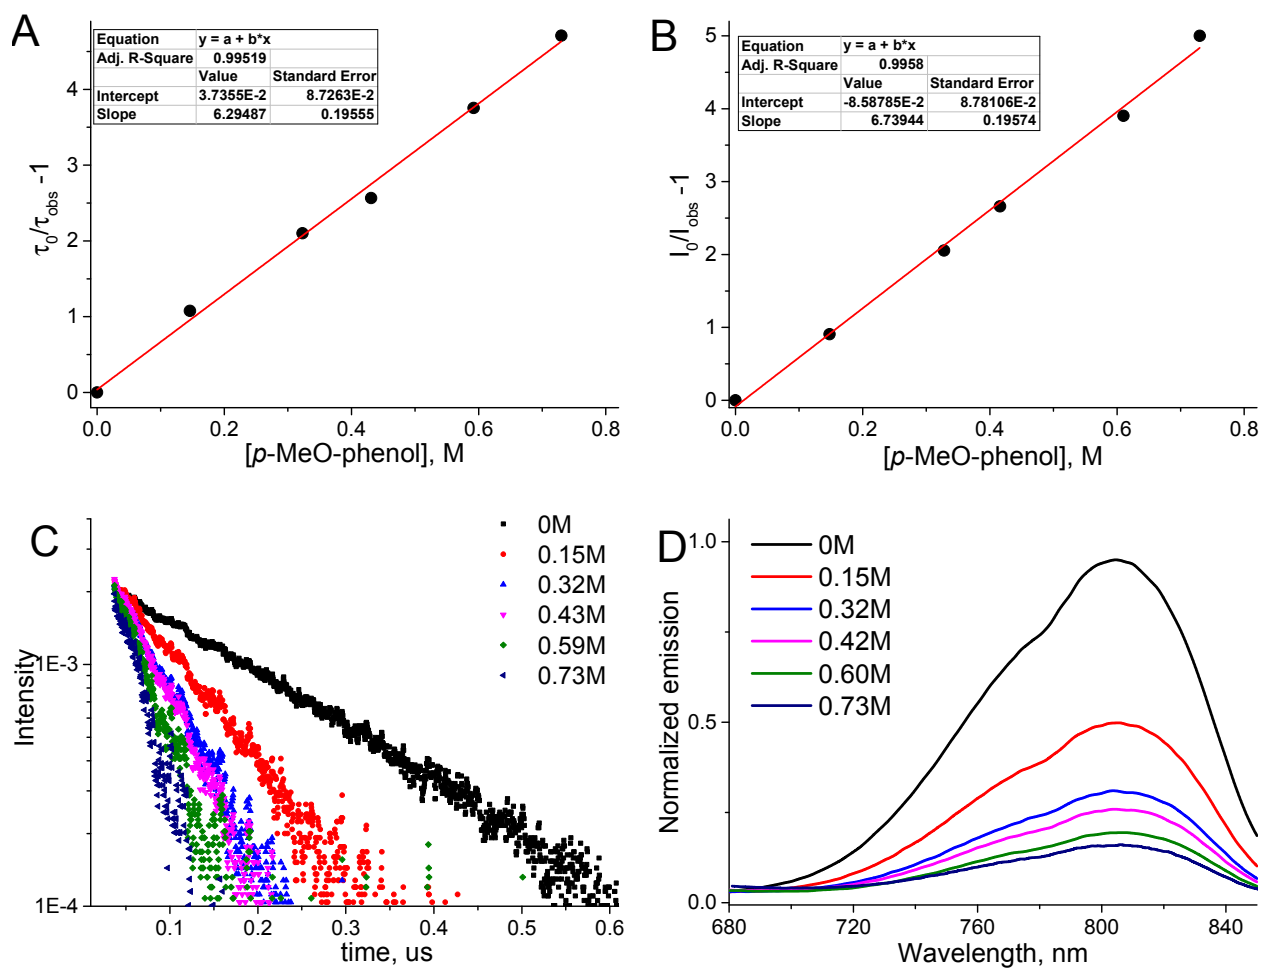 A
Equation y = a + b*x
Adj. R-Square 0.99519
Value Standard Error
Intercept 3.7355E-2 8.7263E-2
Slope 6.29487 0.19555
4
3
2
1
0
τ0/τobs -1
0.0 0.2 0.4 0.6 0.8
[p-MeO-phenol], M
B
Equation y = a + b*x
Adj. R-Square 0.9958
Value Standard Error
Intercept -8.58785E-2 8.78106E-2
Slope 6.73944 0.19574
5
4
3
2
1
0
I0/Iobs -1
0.0 0.2 0.4 0.6 0.8
[p-MeO-phenol], M
C
0M
0.15M
0.32M
0.43M
0.59M
0.73M
1E-3
1E-4
Intensity
0.1 0.2 0.3 0.4 0.5 0.6
time, us
D
0M
0.15M
0.32M
0.42M
0.60M
0.73M
1.0
0.5
0.0
Normalized emission
680 720 760 800 840
Wavelength, nm